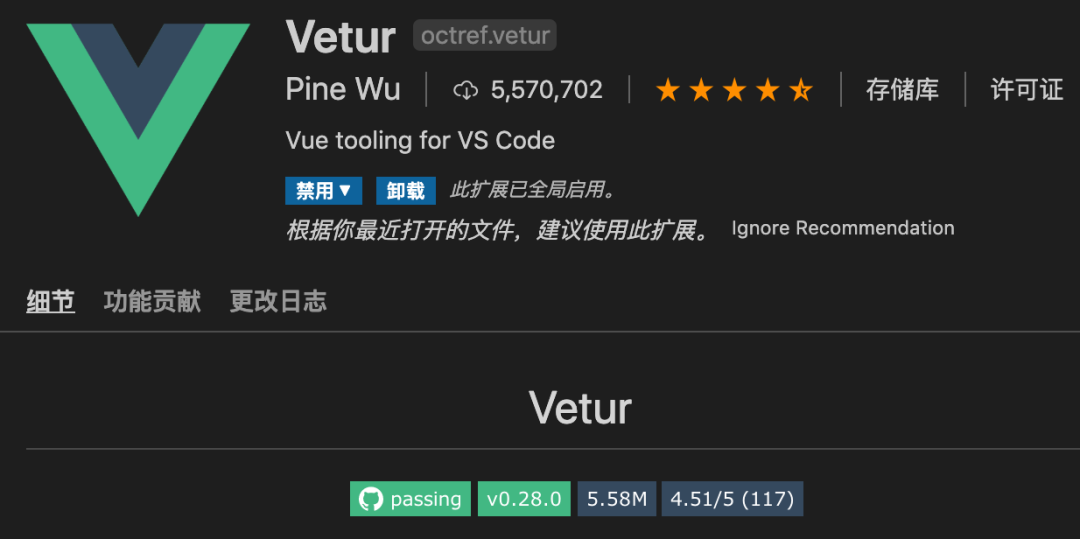 Vetur octref.vetur
Pine Wu 5,570,702 存储库 许可证
Vue tooling for VS Code
禁用 卸载 此扩展已全局启用。
根据你最近打开的文件，建议使用此扩展。 Ignore Recommendation
细节 功能贡献 更改日志
Vetur
passing v0.28.0 5.58M 4.51/5 (117)